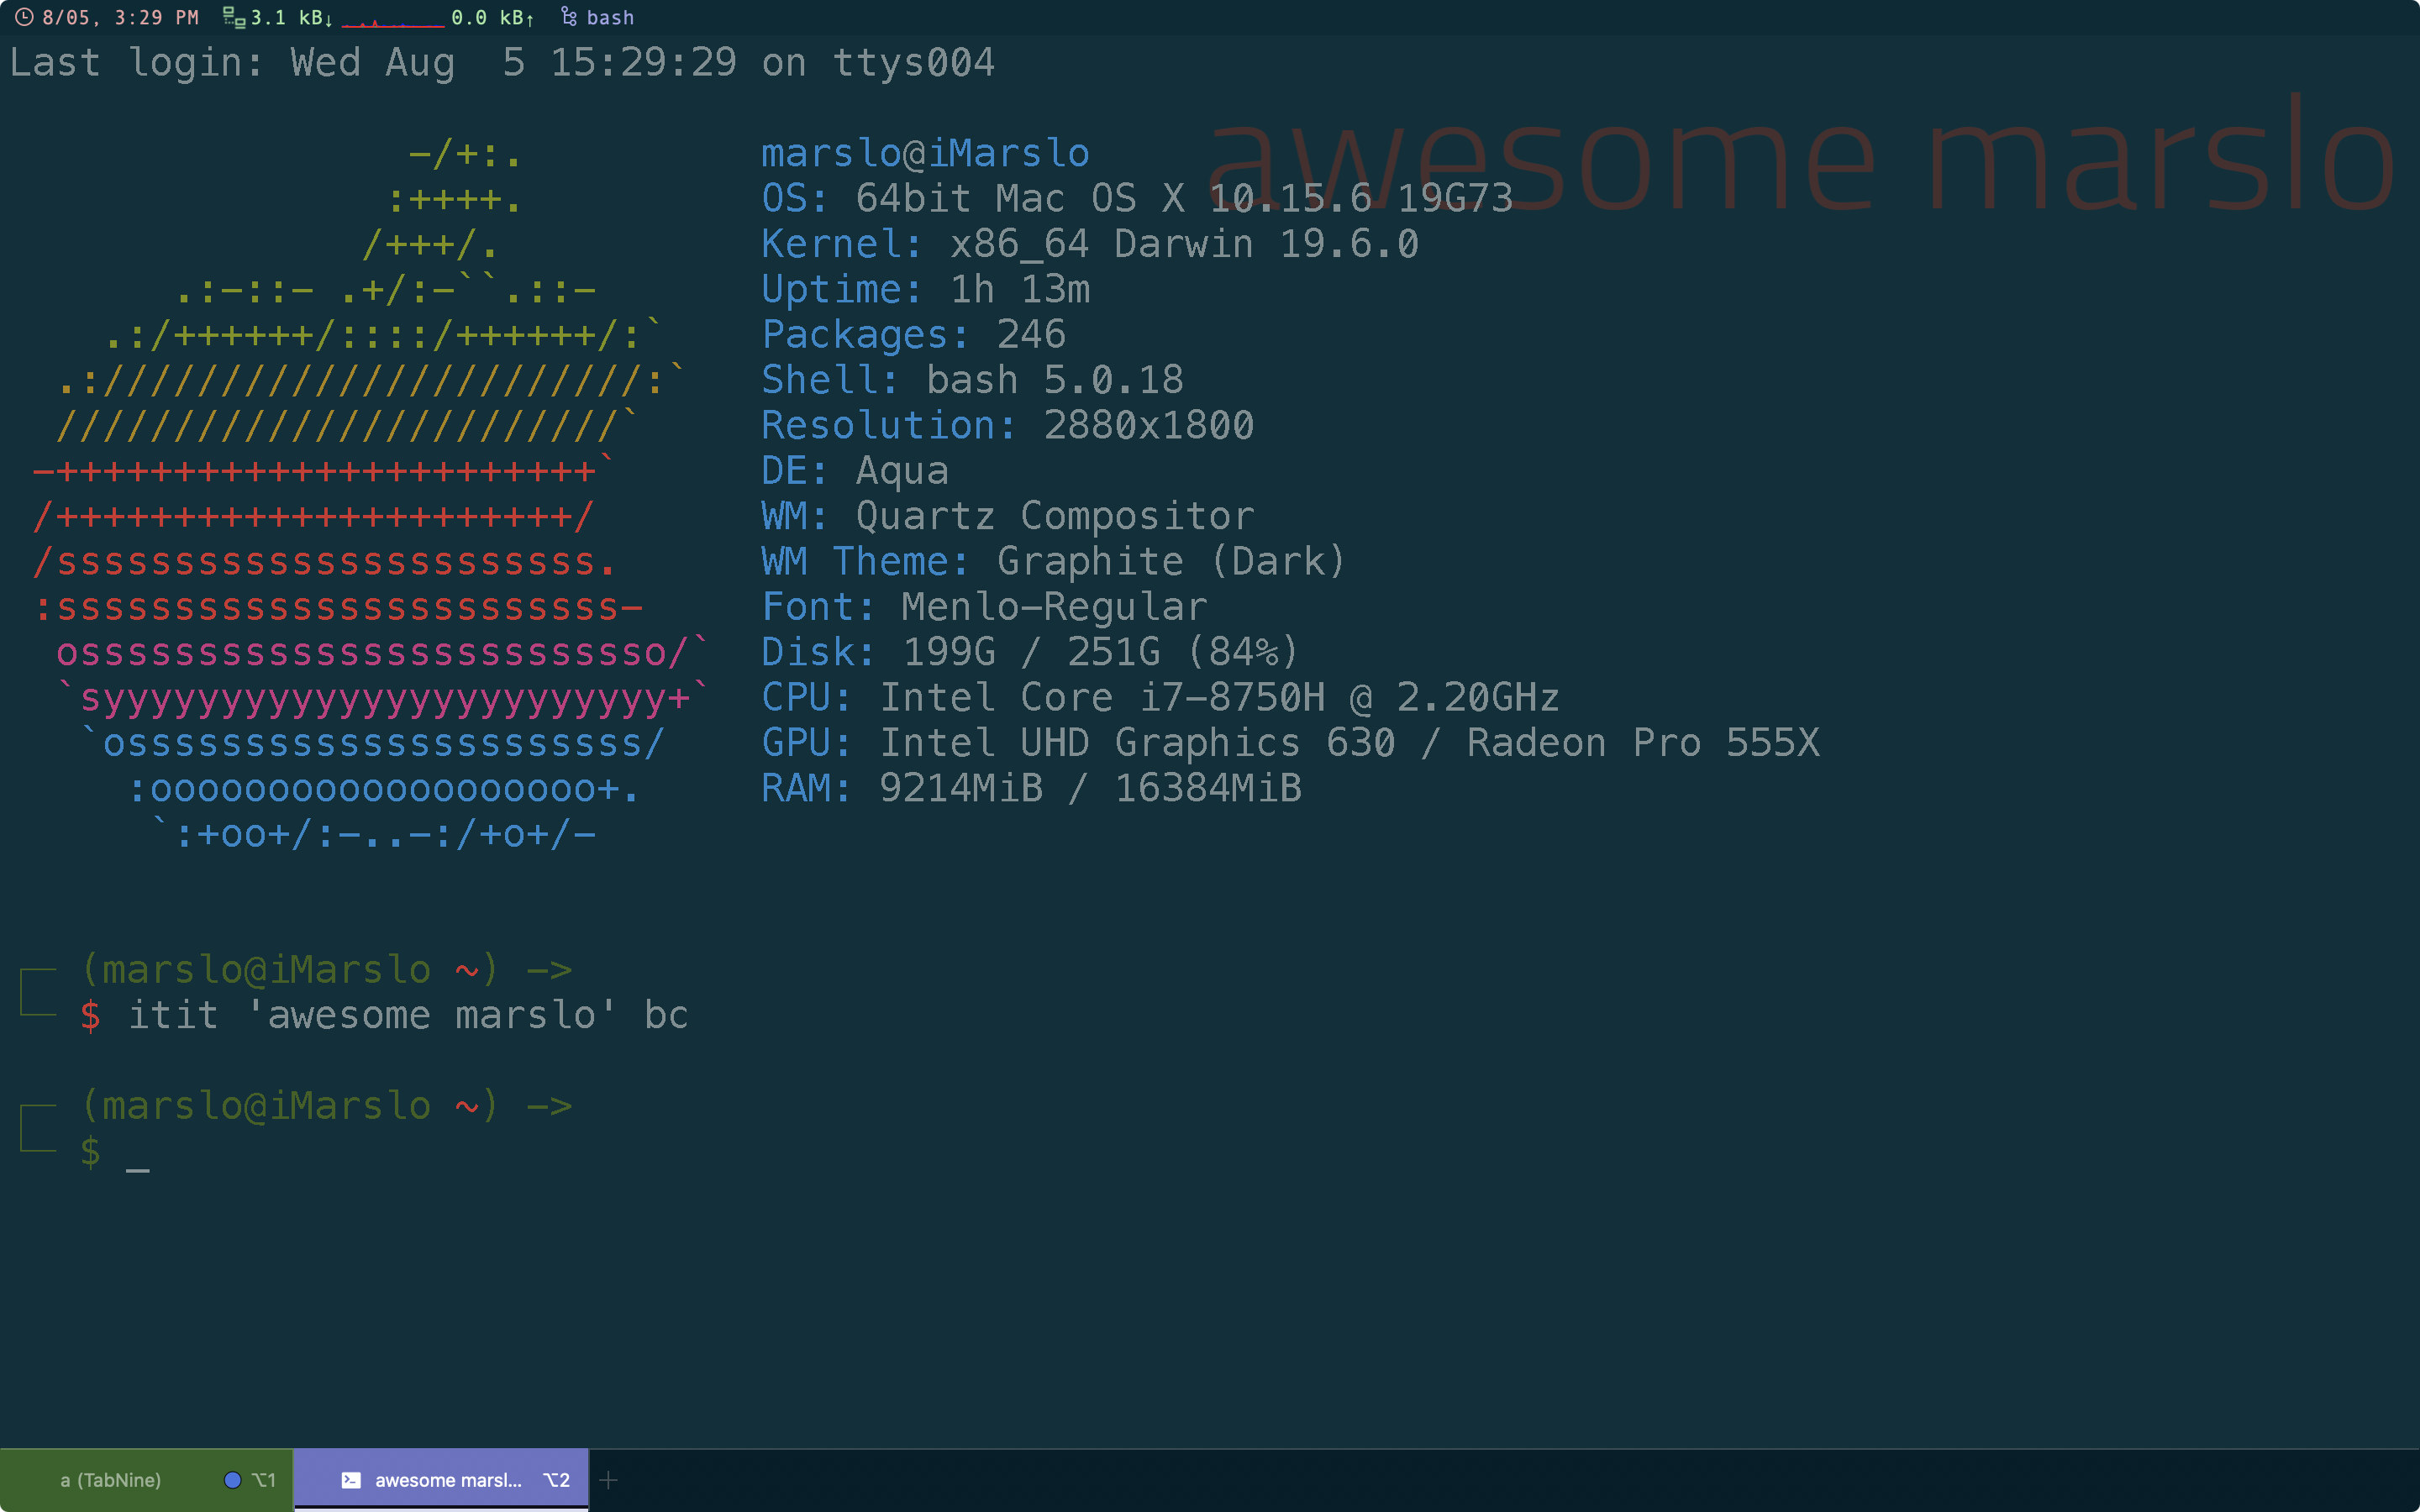 8/05, 3:29 PM 3.1 kB↓ 0.0 kB↑ bash
Last login: Wed Aug  5 15:29:29 on ttys004
awesome marslo
-/+:. marslo@iMarslo
:++++. OS: 64bit Mac OS X 10.15.6 19G73
/+++/. Kernel: x86_64 Darwin 19.6.0
.:-::- .+/:-``.::- Uptime: 1h 13m
.:/++++++/::::/++++++/:` Packages: 246
.:///////////////////////:` Shell: bash 5.0.18
////////////////////////` Resolution: 2880x1800
-+++++++++++++++++++++++` DE: Aqua
/++++++++++++++++++++++/ WM: Quartz Compositor
/sssssssssssssssssssssss. WM Theme: Graphite (Dark)
:ssssssssssssssssssssssss- Font: Menlo-Regular
osssssssssssssssssssssssso/` Disk: 199G / 251G (84%)
`syyyyyyyyyyyyyyyyyyyyyyyy+` CPU: Intel Core i7-8750H @ 2.20GHz
`ossssssssssssssssssssss/ GPU: Intel UHD Graphics 630 / Radeon Pro 555X
:ooooooooooooooooooo+. RAM: 9214MiB / 16384MiB
`:+oo+/:-..-:/+o+/-
(marslo@iMarslo ~) ->
$ itit 'awesome marslo' bc
(marslo@iMarslo ~) ->
$ _
a (TabNine) ⌥1 awesome marsl... ⌥2 +